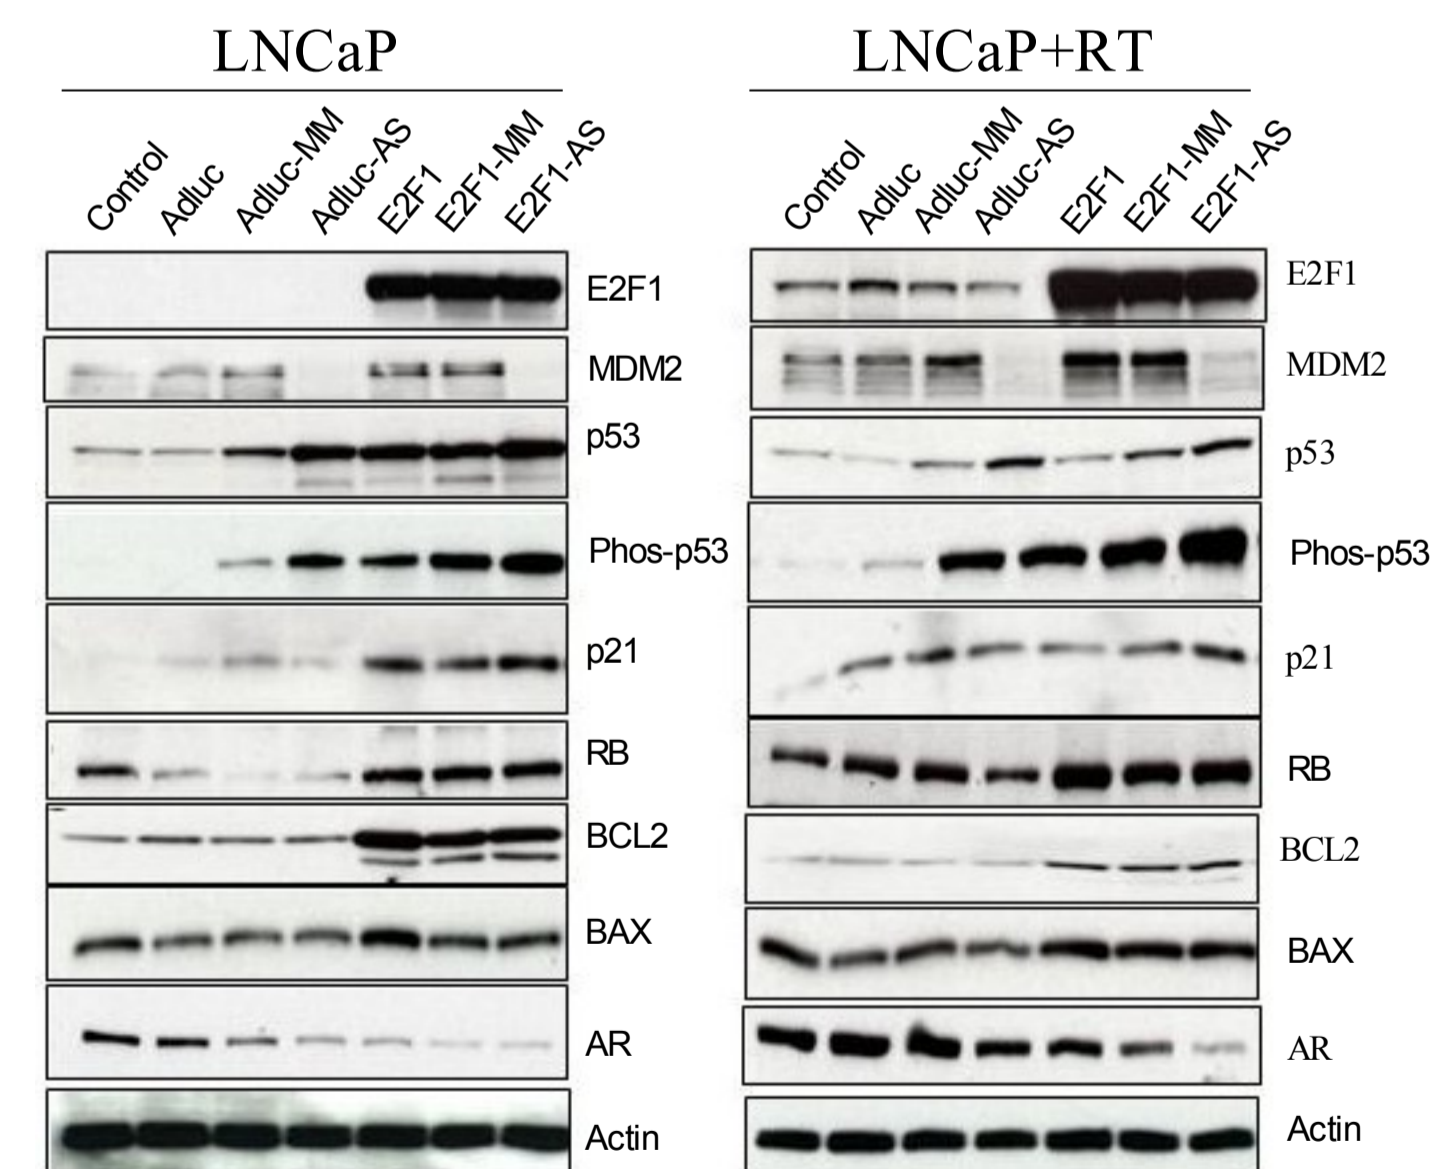 LNCaP
LNCaP+RT
Control
Adluc
Adluc-MM
Adluc-AS
E2F1
E2F1-MM
E2F1-AS
Control
Adluc
Adluc-MM
Adluc-AS
E2F1
E2F1-MM
E2F1-AS
E2F1
MDM2
p53
Phos-p53
p21
RB
BCL2
BAX
AR
Actin
E2F1
MDM2
p53
Phos-p53
p21
RB
BCL2
BAX
AR
Actin